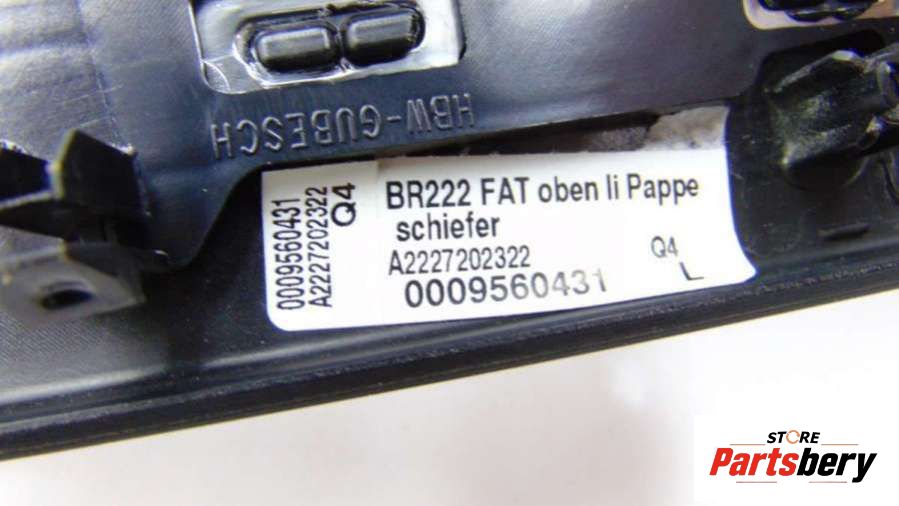 HBW-GUBESCH
0009560431
A2227202322
Q4
BR222 FAT oben li Pappe
schiefer
A2227202322
Q4
0009560431
L
STORE
Partsbery